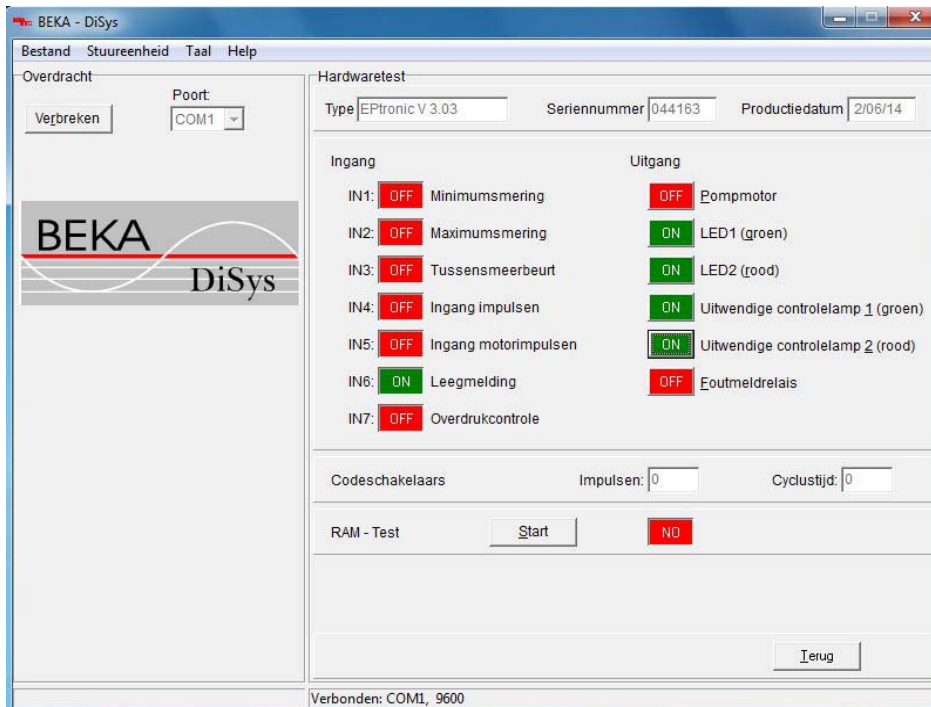 BEKA - DiSys
Bestand Stuureenheid Taal Help
Overdracht
Poort:
Verbreken COM1
BEKA
DiSys
Hardwaretest
Type EPtronic V 3.03 Seriennummer 044163 Productiedatum 2/06/14
Ingang Uitgang
IN1: OFF Minimumsmering OFF Pompmotor
IN2: OFF Maximumsmering ON LED1 (groen)
IN3: OFF Tussensmeerbeurt ON LED2 (rood)
IN4: OFF Ingang impulsen ON Uitwendige controlelamp 1 (groen)
IN5: OFF Ingang motorimpulsen ON Uitwendige controlelamp 2 (rood)
IN6: ON Leegmelding OFF Foutmeldrelais
IN7: OFF Overdrukcontrole
Codeschakelaars Impulsen: 0 Cyclustijd: 0
RAM - Test Start NO
Terug
Verbonden: COM1, 9600